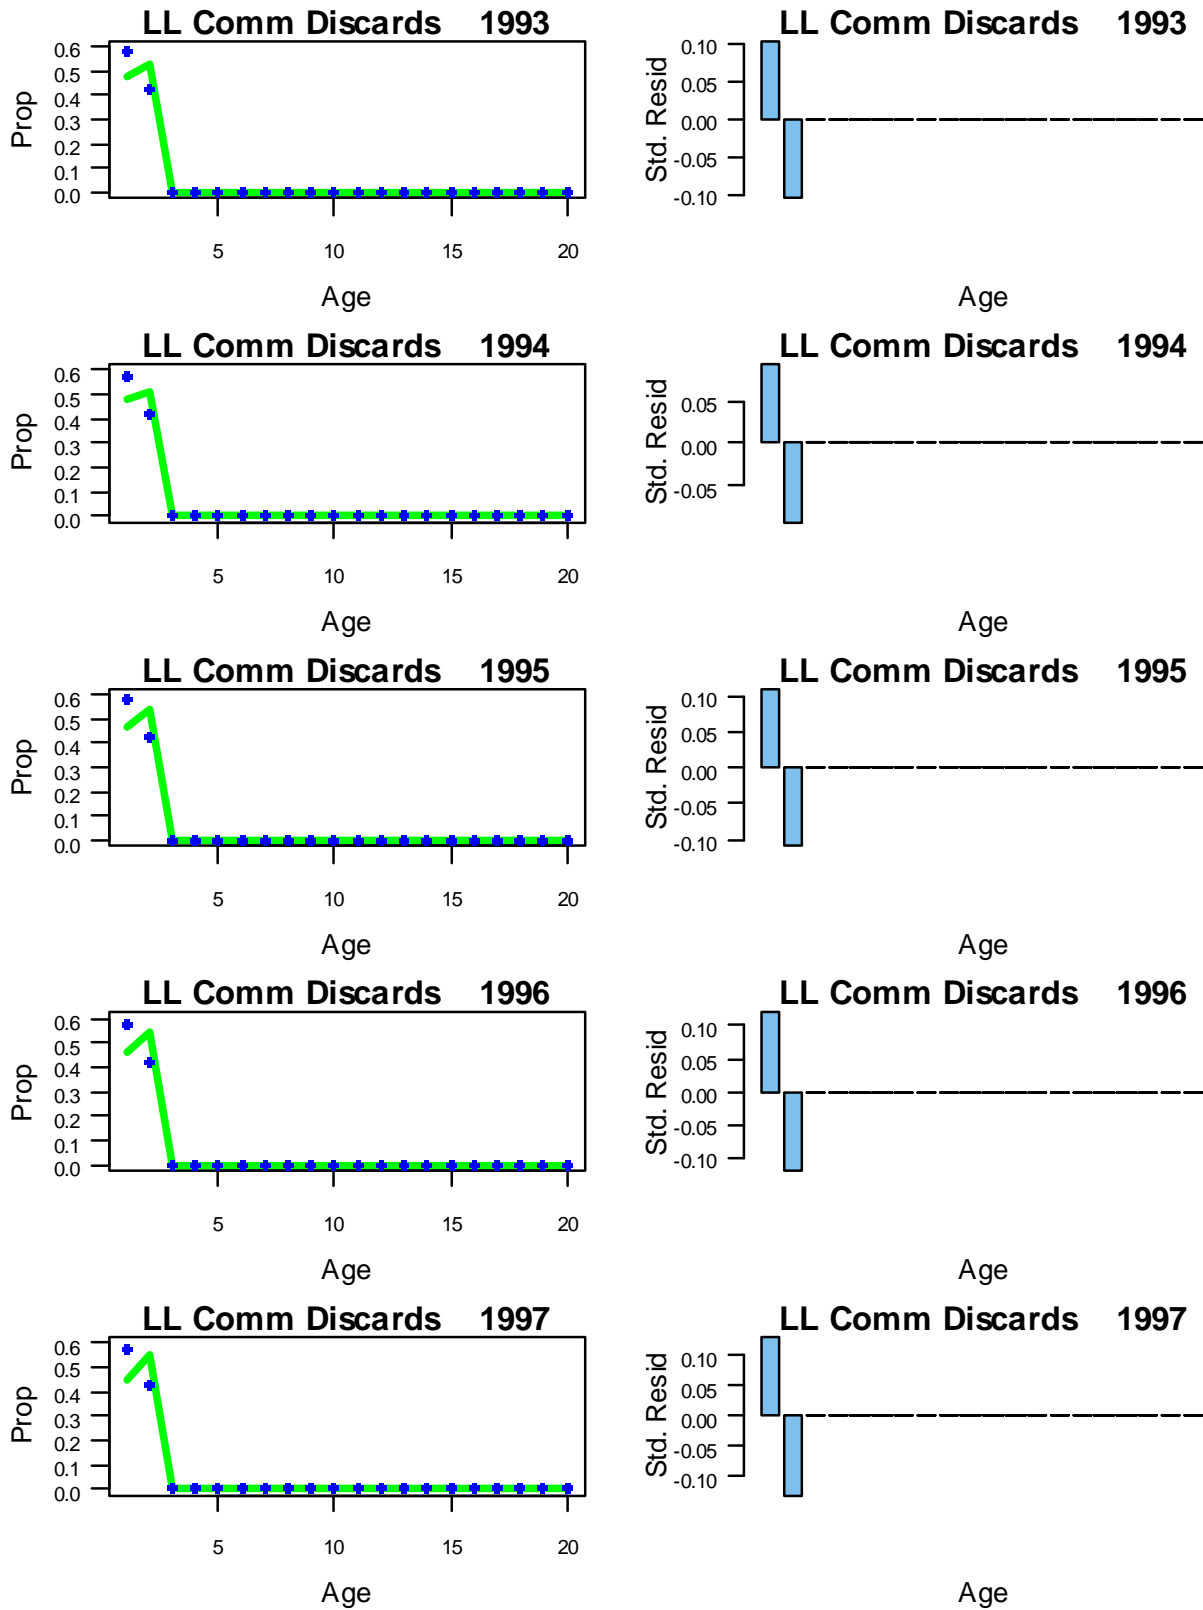 LL Comm Discards 1993
Prop
0.6
0.5
0.4
0.3
0.2
0.1
0.0
5 10 15 20
Age
LL Comm Discards 1993
Std. Resid
0.10
0.05
0.00
-0.05
-0.10
Age
LL Comm Discards 1994
Prop
0.6
0.5
0.4
0.3
0.2
0.1
0.0
5 10 15 20
Age
LL Comm Discards 1994
Std. Resid
0.05
0.00
-0.05
Age
LL Comm Discards 1995
Prop
0.6
0.5
0.4
0.3
0.2
0.1
0.0
5 10 15 20
Age
LL Comm Discards 1995
Std. Resid
0.10
0.05
0.00
-0.05
-0.10
Age
LL Comm Discards 1996
Prop
0.6
0.5
0.4
0.3
0.2
0.1
0.0
5 10 15 20
Age
LL Comm Discards 1996
Std. Resid
0.10
0.05
0.00
-0.05
-0.10
Age
LL Comm Discards 1997
Prop
0.6
0.5
0.4
0.3
0.2
0.1
0.0
5 10 15 20
Age
LL Comm Discards 1997
Std. Resid
0.10
0.05
0.00
-0.05
-0.10
Age